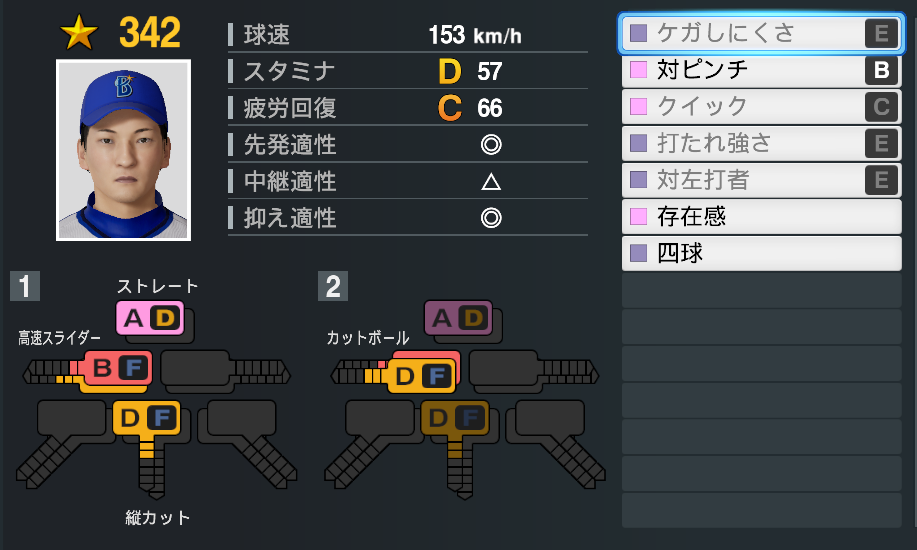 342
球速 153 km/h
スタミナ D 57
疲労回復 C 66
先発適性 ◎
中継適性 △
抑え適性 ◎
ケガしにくさ E
対ピンチ B
クイック C
打たれ強さ E
対左打者 E
存在感
四球
B
1
ストレート
A D
高速スライダー
B F
D F
縦カット
2
A D
カットボール
D F
D F